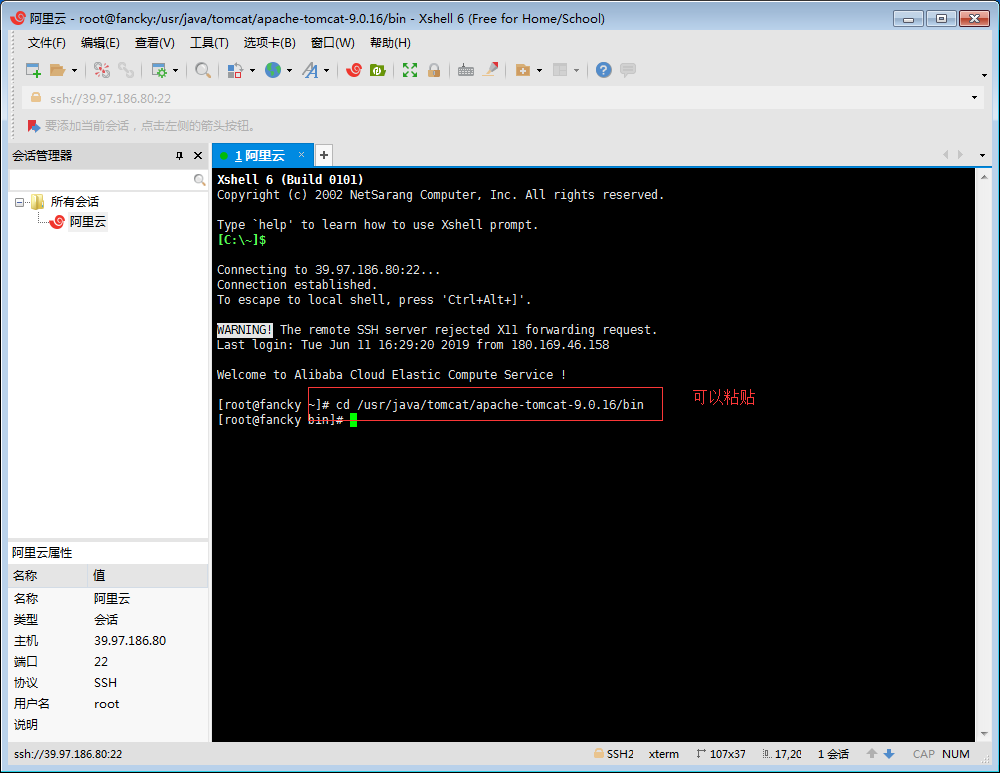 阿里云 - root@fancky:/usr/java/tomcat/apache-tomcat-9.0.16/bin - Xshell 6 (Free for Home/School)
文件(F) 编辑(E) 查看(V) 工具(T) 选项卡(B) 窗口(W) 帮助(H)
ssh://39.97.186.80:22
要添加当前会话，点击左侧的箭头按钮。
会话管理器
1 阿里云
所有会话
阿里云
Xshell 6 (Build 0101)
Copyright (c) 2002 NetSarang Computer, Inc. All rights reserved.
Type `help' to learn how to use Xshell prompt.
[C:\~]$
Connecting to 39.97.186.80:22...
Connection established.
To escape to local shell, press 'Ctrl+Alt+]'.
WARNING! The remote SSH server rejected X11 forwarding request.
Last login: Tue Jun 11 16:29:20 2019 from 180.169.46.158
Welcome to Alibaba Cloud Elastic Compute Service !
[root@fancky ~]# cd /usr/java/tomcat/apache-tomcat-9.0.16/bin
[root@fancky bin]#
可以粘贴
阿里云属性
名称 值
名称 阿里云
类型 会话
主机 39.97.186.80
端口 22
协议 SSH
用户名 root
说明
ssh://39.97.186.80:22 SSH2 xterm 107x37 17,20 1 会话 CAP NUM